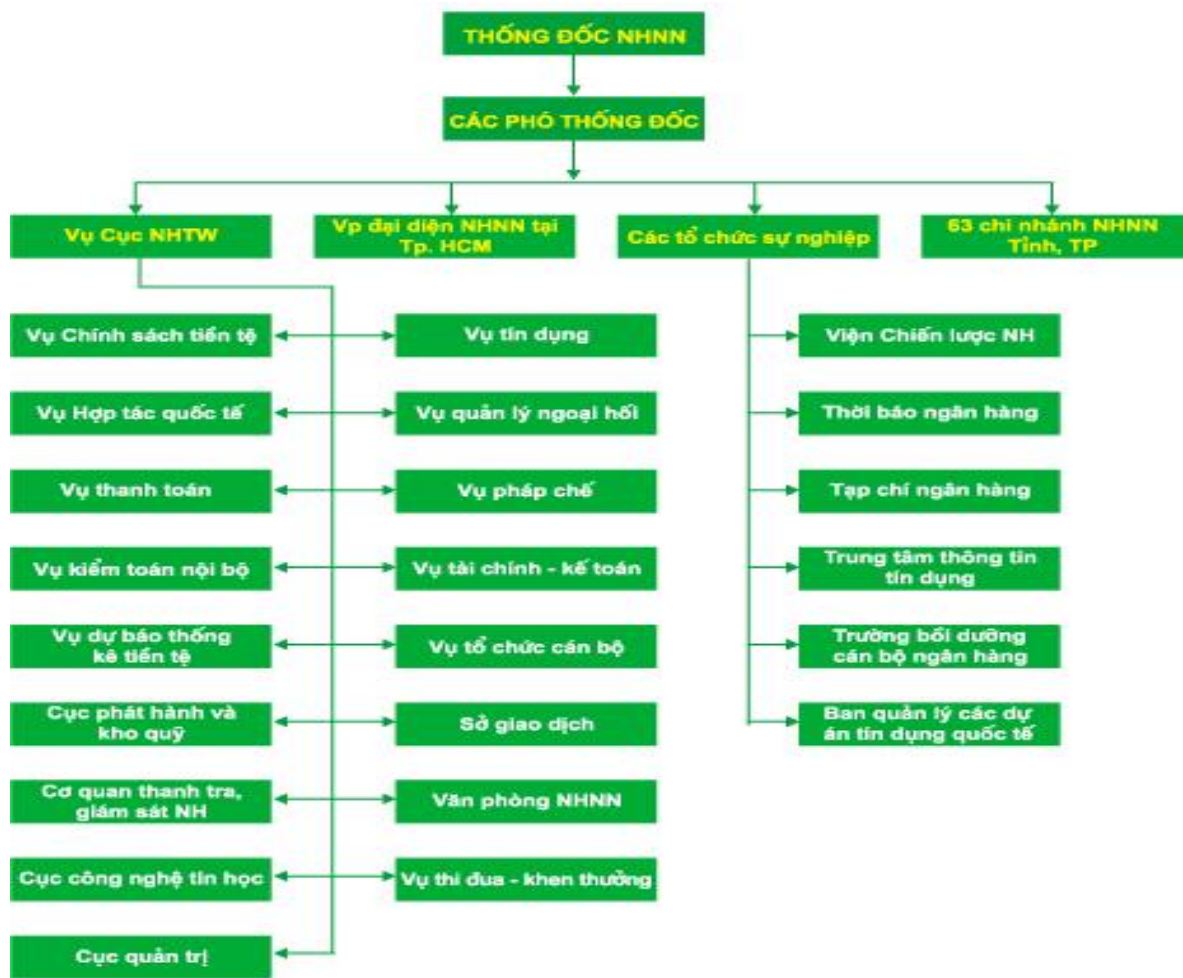 THỐNG ĐỐC NHNN
CÁC PHÓ THỐNG ĐỐC
Vụ Cục NHTW
Vp đại diện NHNN tại
Tp. HCM
Các tổ chức sự nghiệp
63 chi nhánh NHNN
Tỉnh, TP
Vụ Chính sách tiền tệ
Vụ tín dụng
Viện Chiến lược NH
Vụ Hợp tác quốc tế
Vụ quản lý ngoại hối
Thời báo ngân hàng
Vụ thanh toán
Vụ pháp chế
Tạp chí ngân hàng
Vụ kiểm toán nội bộ
Vụ tài chính - kế toán
Trung tâm thông tin
tín dụng
Vụ dự báo thống
kê tiền tệ
Vụ tổ chức cán bộ
Trường bồi dưỡng
cán bộ ngân hàng
Cục phát hành và
kho quỹ
Sở giao dịch
Ban quản lý các dự
án tín dụng quốc tế
Cơ quan thanh tra,
giám sát NH
Văn phòng NHNN
Cục công nghệ tin học
Vụ thi đua - khen thưởng
Cục quản trị